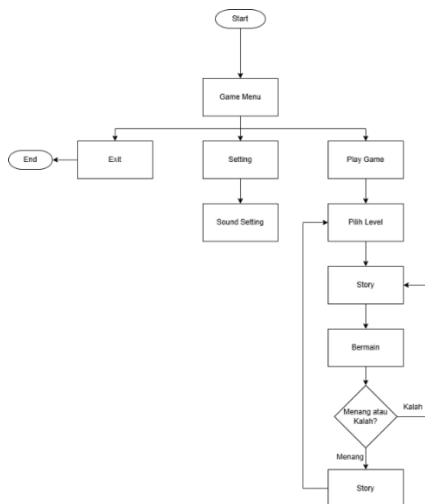 Start
Game Menu
End
Exit
Setting
Play Game
Sound Setting
Pilih Level
Story
Bermain
Menang atau
Kalah?
Kalah
Menang
Story